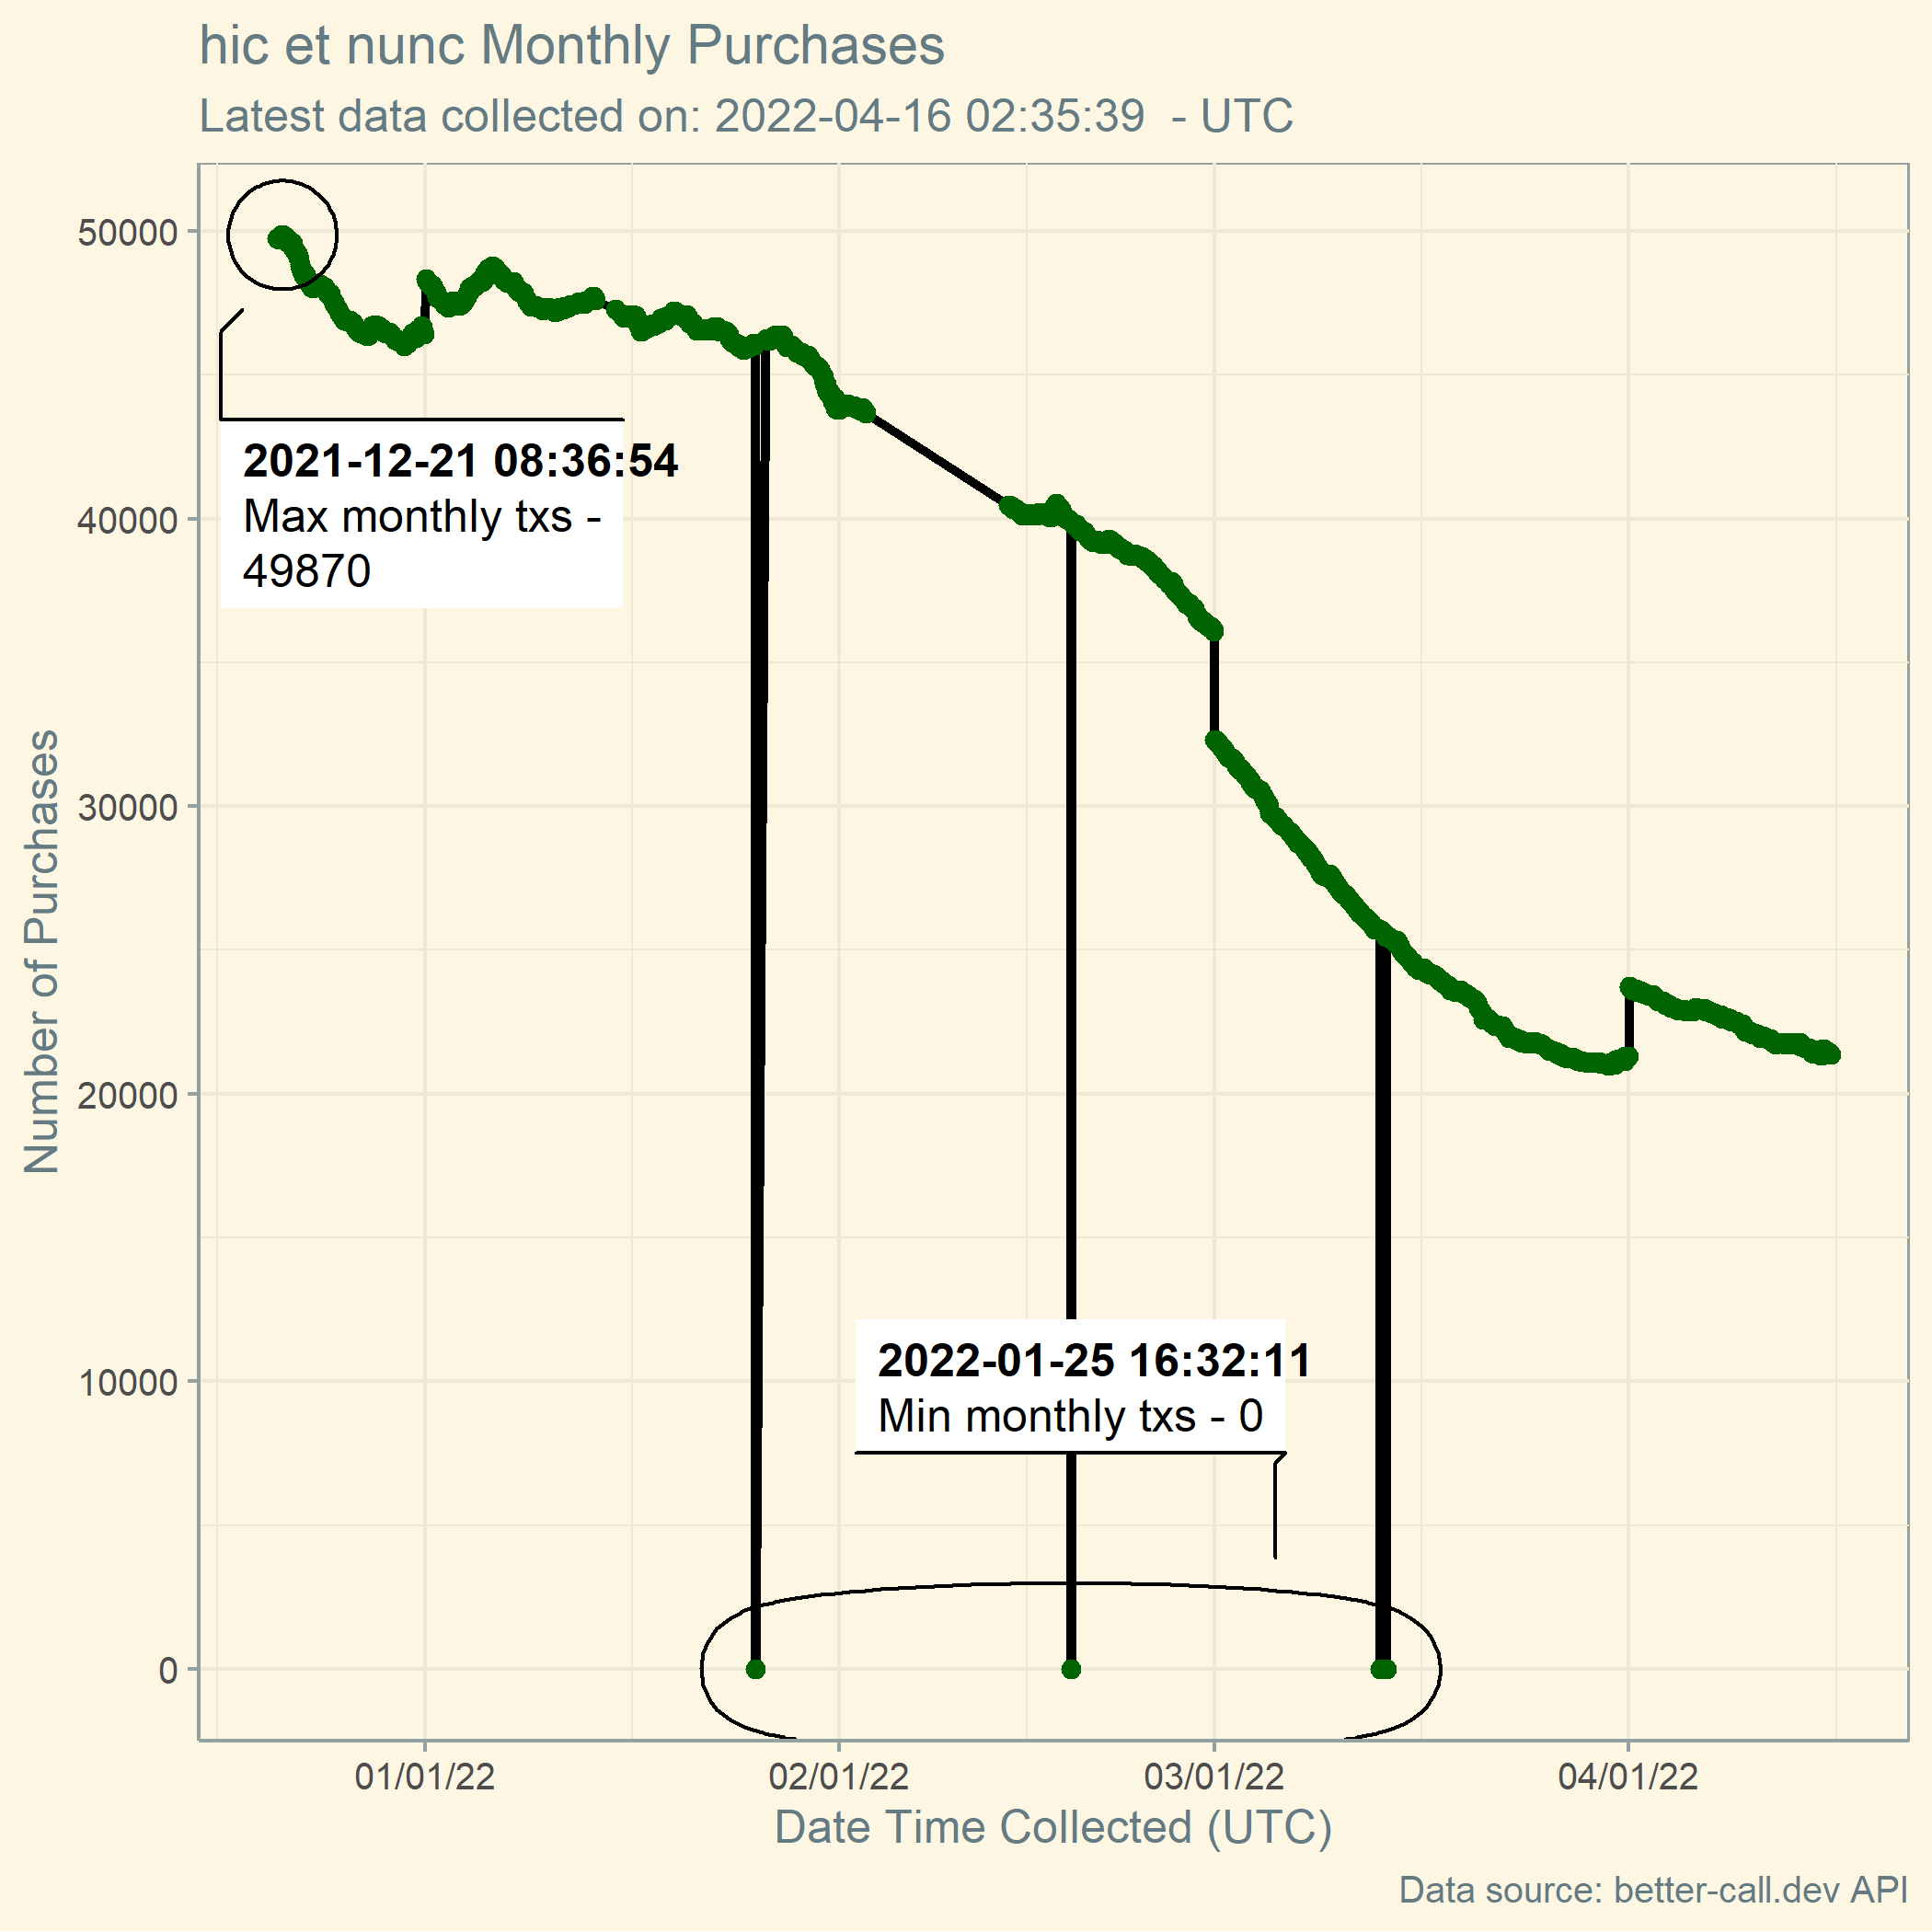 hic et nunc Monthly Purchases
Latest data collected on: 2022-04-16 02:35:39  - UTC
Number of Purchases
50000
40000
30000
20000
10000
0
2021-12-21 08:36:54
Max monthly txs -
49870
2022-01-25 16:32:11
Min monthly txs - 0
01/01/22
02/01/22
03/01/22
04/01/22
Date Time Collected (UTC)
Data source: better-call.dev API